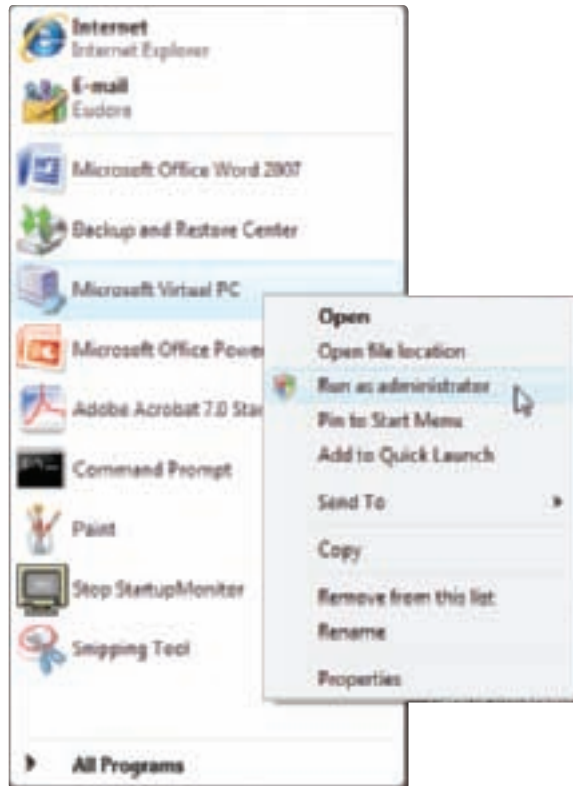 Internet
Internet Explorer
E-mail
Eudora
Microsoft Office Word 2007
Backup and Restore Center
Microsoft Virtual PC
Microsoft Office Power
Adobe Acrobat 7.0 Sta
Command Prompt
Paint
Stop StartupMonitor
Snipping Tool
All Programs
Open
Open file location
Run as administrator
Pin to Start Menu
Add to Quick Launch
Send To
Copy
Remove from this list
Rename
Properties